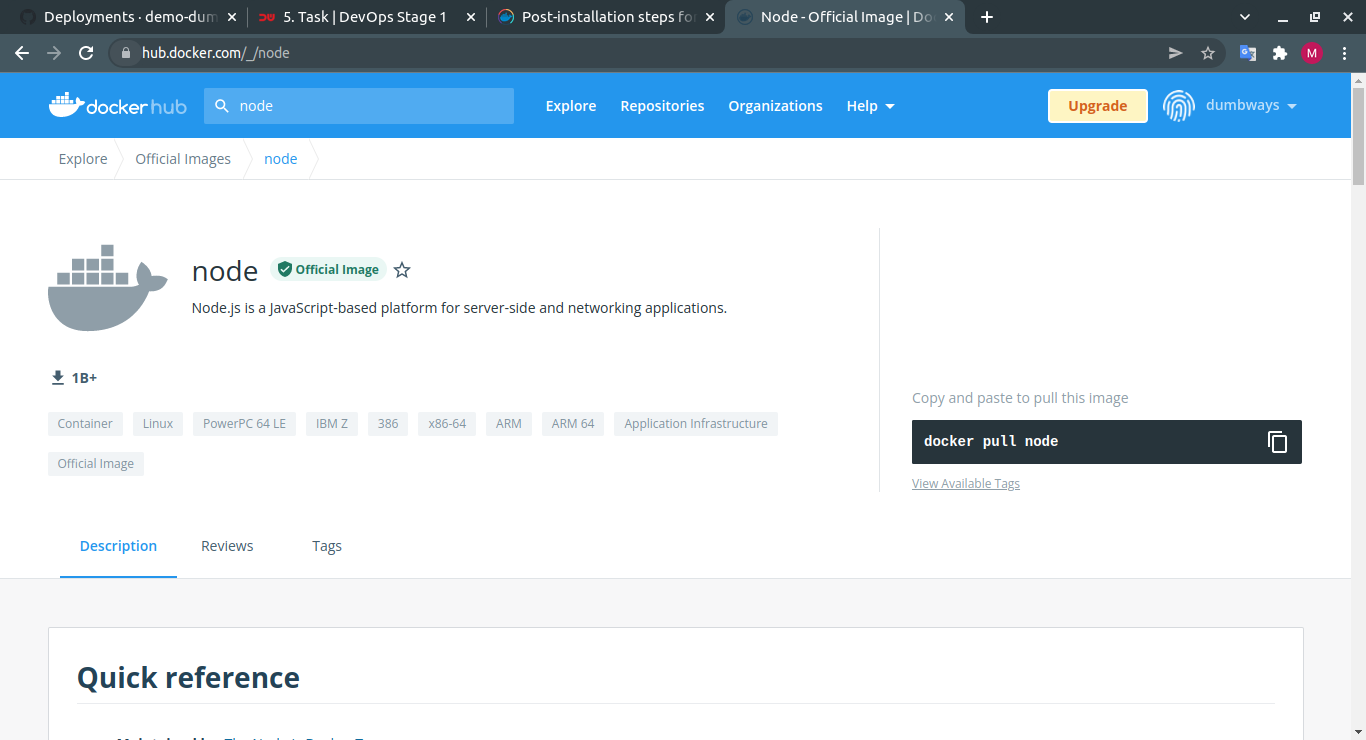 Deployments · demo-dum
5. Task | DevOps Stage 1
Post-installation steps fo
Node - Official Image | Do
hub.docker.com/_/node
M
docker hub
node
Explore
Repositories
Organizations
Help
Upgrade
dumbways
Explore
Official Images
node
node
Official Image
Node.js is a JavaScript-based platform for server-side and networking applications.
1B+
Container
Linux
PowerPC 64 LE
IBM Z
386
x86-64
ARM
ARM 64
Application Infrastructure
Official Image
Copy and paste to pull this image
docker pull node
View Available Tags
Description
Reviews
Tags
Quick reference